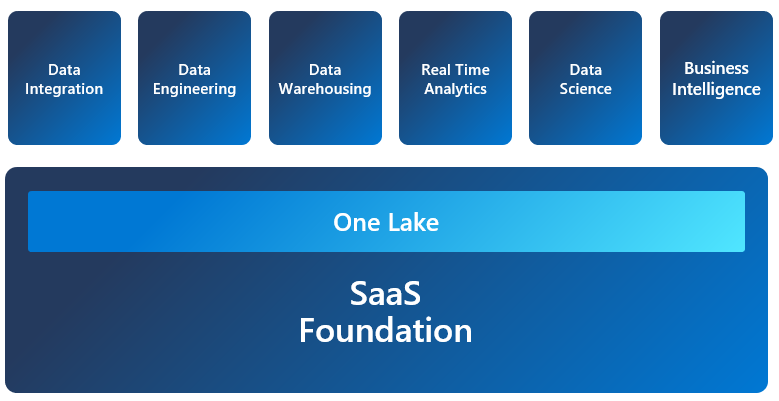 Data
Integration
Data
Engineering
Data
Warehousing
Real Time
Analytics
Data
Science
Business
Intelligence
One Lake
SaaS
Foundation